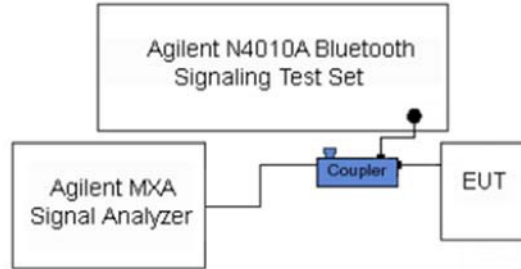 Agilent N4010A Bluetooth
Signaling Test Set
Coupler
Agilent MXA
Signal Analyzer
EUT